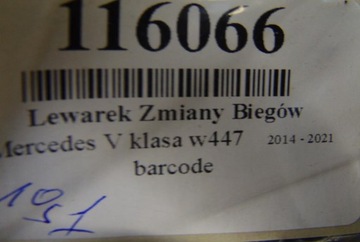 116066
Lewarek Zmiany Biegów
Mercedes V klasa w447 2014 - 2021
barcode